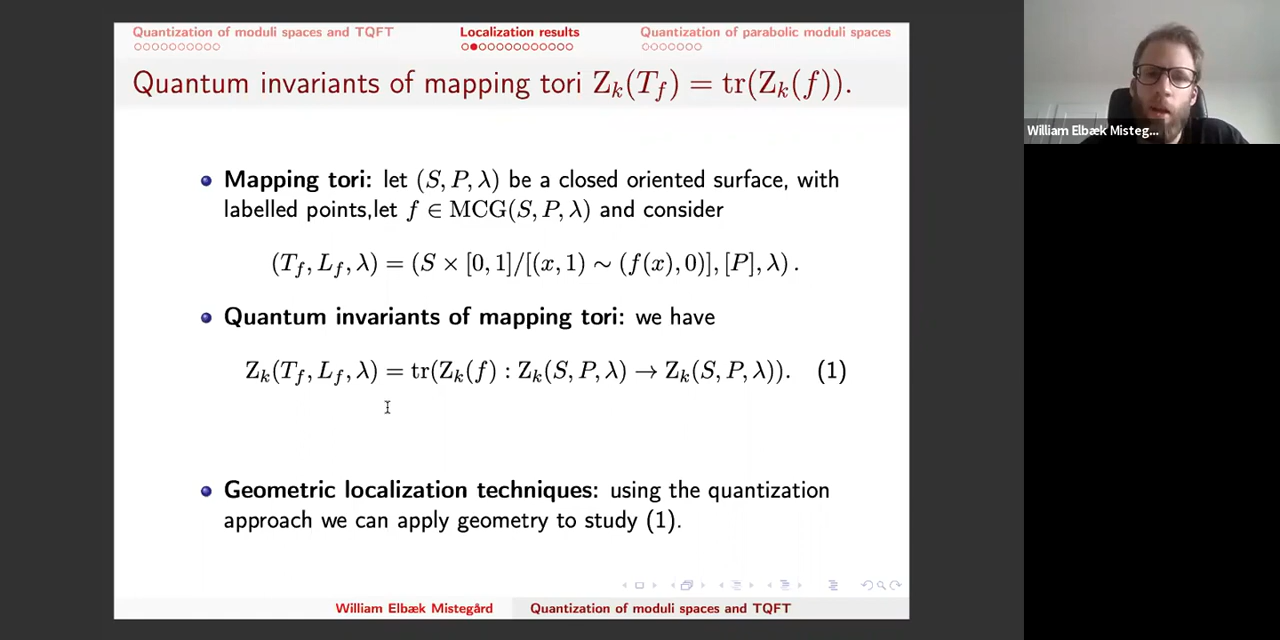 Quantization of moduli spaces and TQFT
Localization results
Quantization of parabolic moduli spaces
Quantum invariants of mapping tori Z_k(T_f) = tr(Z_k(f)).
Mapping tori: let (S, P, λ) be a closed oriented surface, with
labelled points,let f ∈ MCG(S, P, λ) and consider
(T_f, L_f, λ) = (S × [0, 1]/[(x, 1) ∼ (f(x), 0)], [P], λ) .
Quantum invariants of mapping tori: we have
Z_k(T_f, L_f, λ) = tr(Z_k(f) : Z_k(S, P, λ) → Z_k(S, P, λ)). (1)
Geometric localization techniques: using the quantization
approach we can apply geometry to study (1).
William Elbæk Mistegård
Quantization of moduli spaces and TQFT
William Elbæk Misteg...